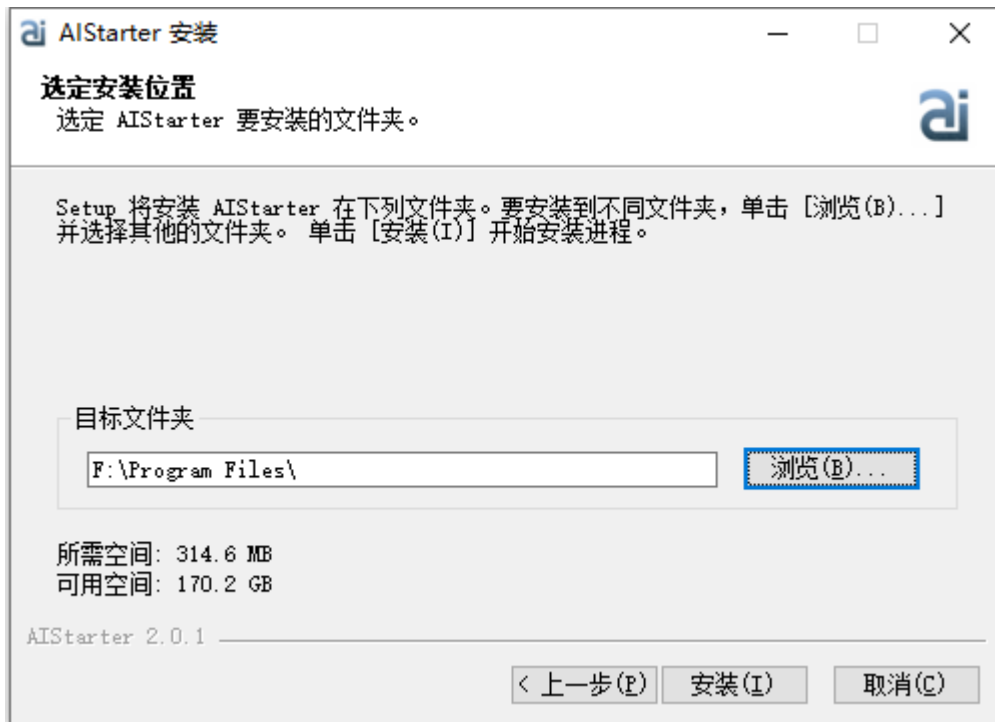 ai AIStarter 安装
选定安装位置
选定 AIStarter 要安装的文件夹。
ai
Setup 将安装 AIStarter 在下列文件夹。要安装到不同文件夹，单击 [浏览(B)...]
并选择其他的文件夹。 单击 [安装(I)] 开始安装进程。
目标文件夹
F:\Program Files\
浏览(B)...
所需空间: 314.6 MB
可用空间: 170.2 GB
AIStarter 2.0.1
< 上一步(P) 安装(I) 取消(C)